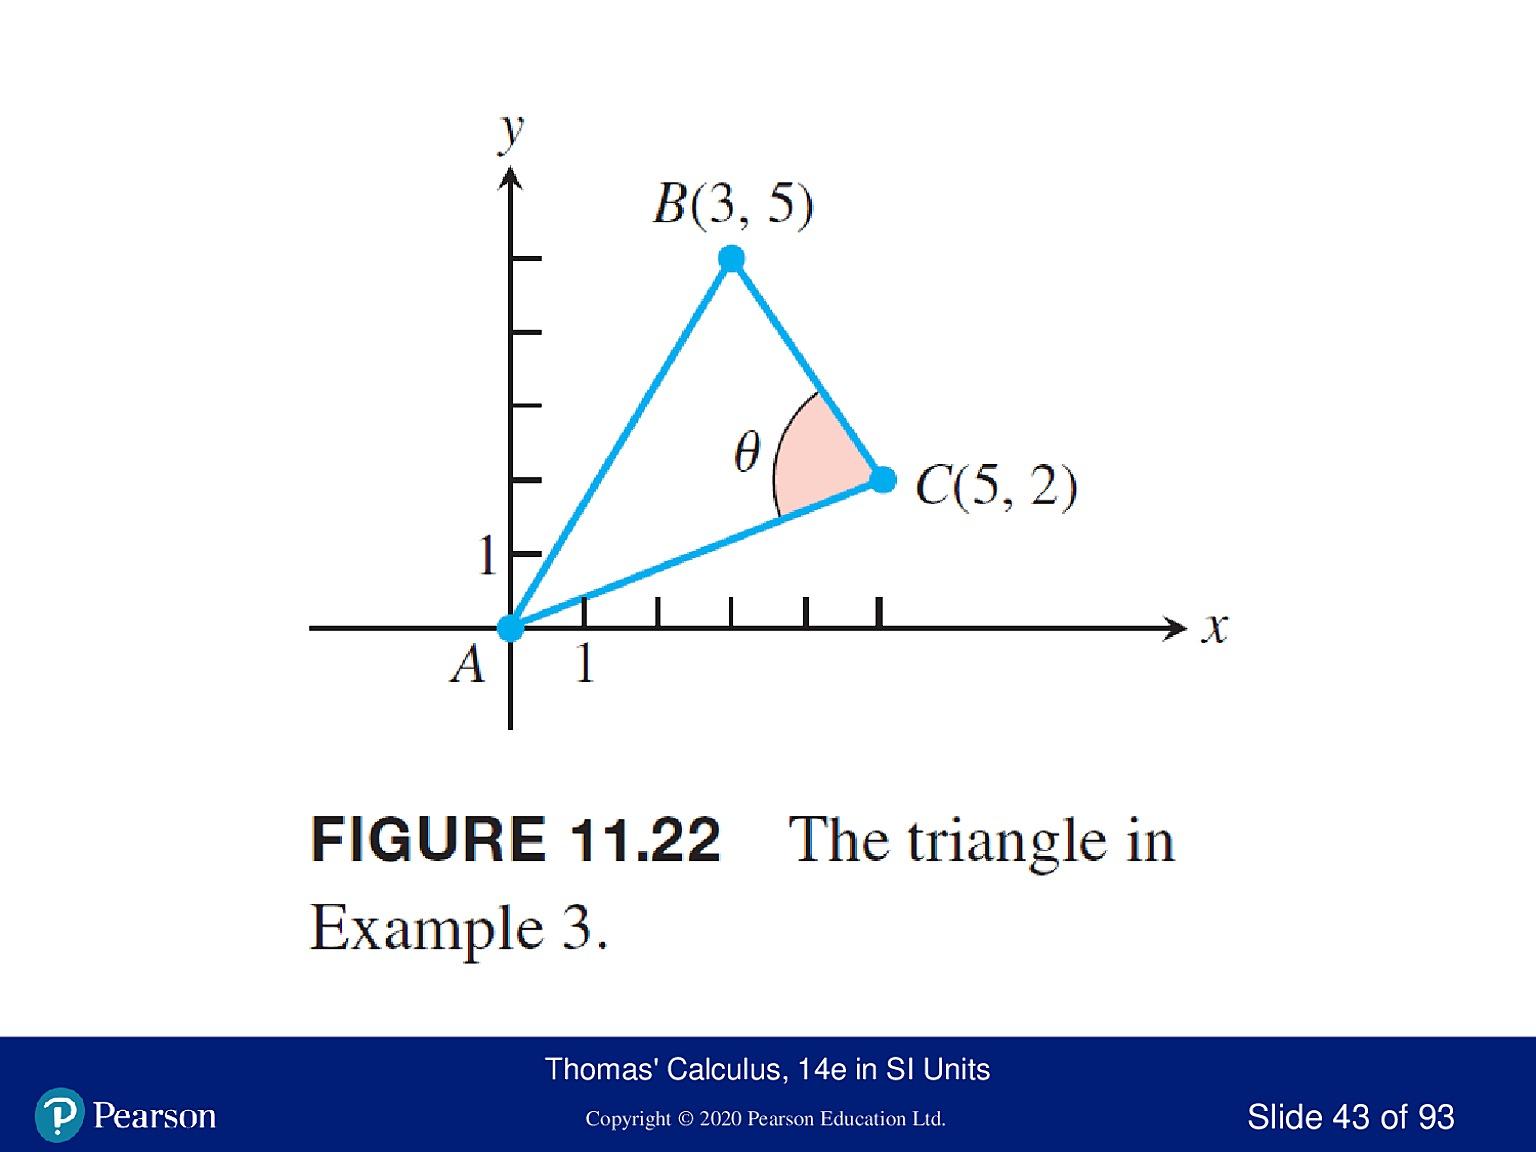 y
B(3, 5)
θ
C(5, 2)
1
x
A
1
FIGURE 11.22 The triangle in
Example 3.
Thomas' Calculus, 14e in SI Units
Pearson
Copyright © 2020 Pearson Education Ltd.
Slide 43 of 93